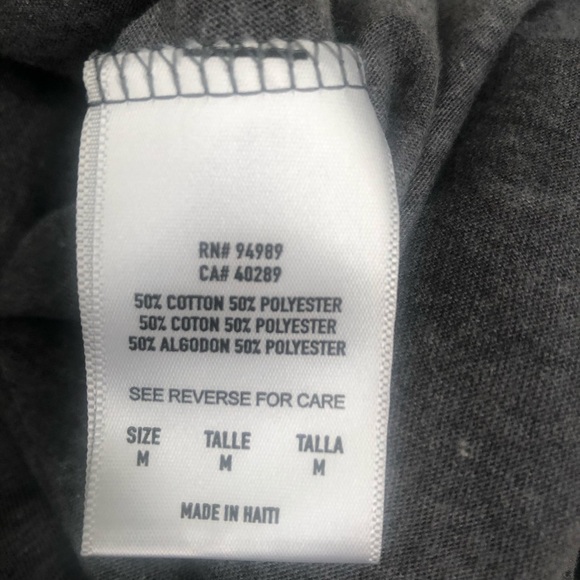 RN# 94989
CA# 40289
50% COTTON 50% POLYESTER
50% COTON 50% POLYESTER
50% ALGODON 50% POLYESTER
SEE REVERSE FOR CARE
SIZE TALLE TALLA
M M M
MADE IN HAITI